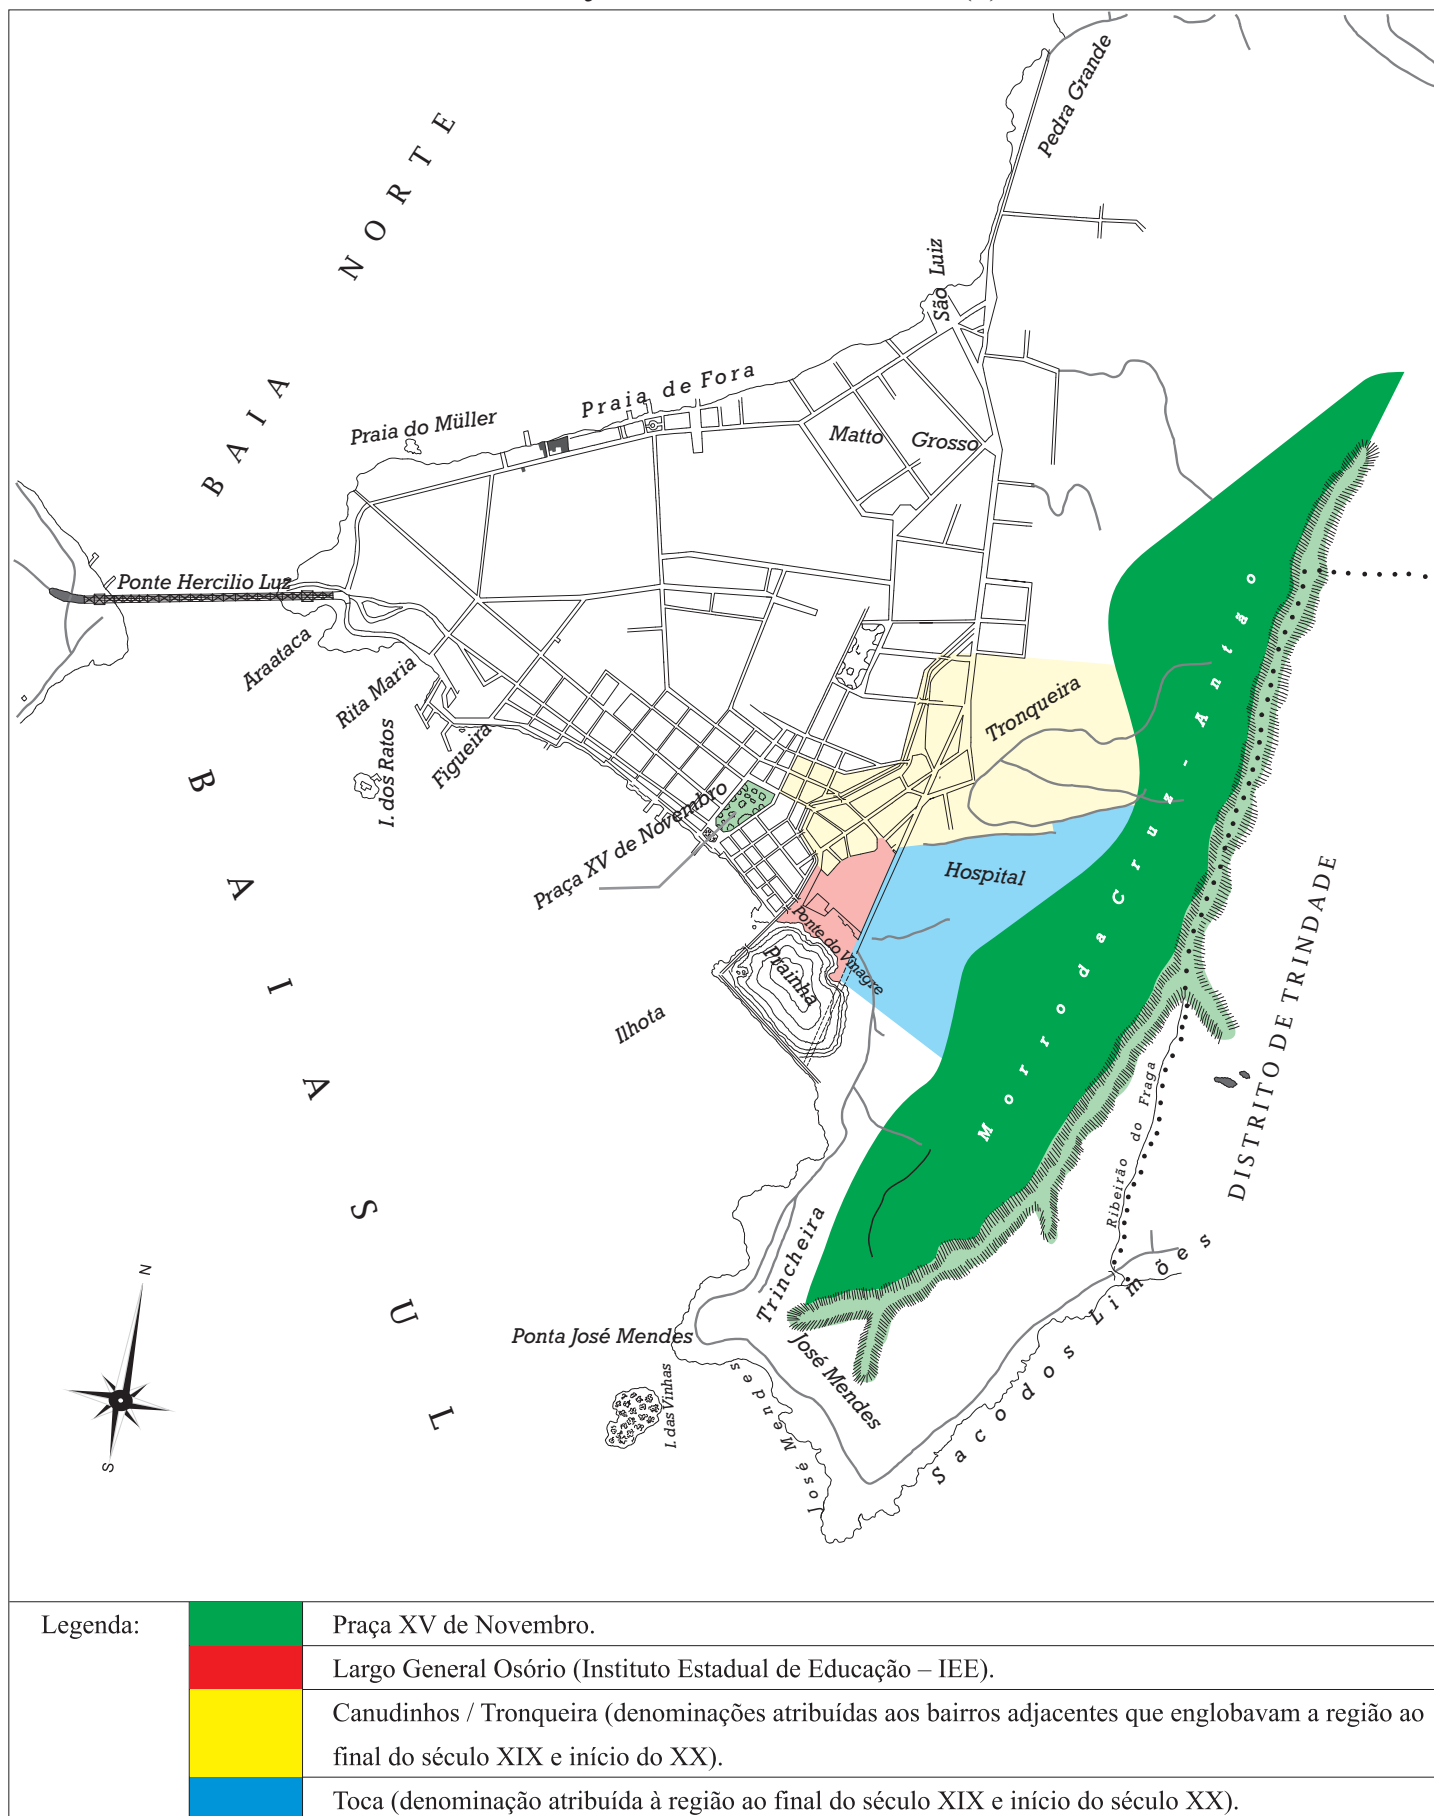 Pedra Grande
BAIA NORTE
São Luiz
Praia de Fora
Praia do Müller
Matto Grosso
Ponte Hercilio Luz
Araataca
Rita Maria
I. dos Ratos
Figueira
Praça XV de Novembro
Tronqueira
Hospital
Ponte do Vinagre
Prainha
Ilhota
Morro da Cruz - Antão
BAIA SUL
DISTRITO DE TRINDADE
Ribeirão do Fraga
Trincheira
Ponta José Mendes
José Mendes
José Mendes
I. das Vinhas
Saco dos Limões
N
S
Legenda:
Praça XV de Novembro.
Largo General Osório (Instituto Estadual de Educação – IEE).
Canudinhos / Tronqueira (denominações atribuídas aos bairros adjacentes que englobavam a região ao
final do século XIX e início do XX).
Toca (denominação atribuída à região ao final do século XIX e início do século XX).